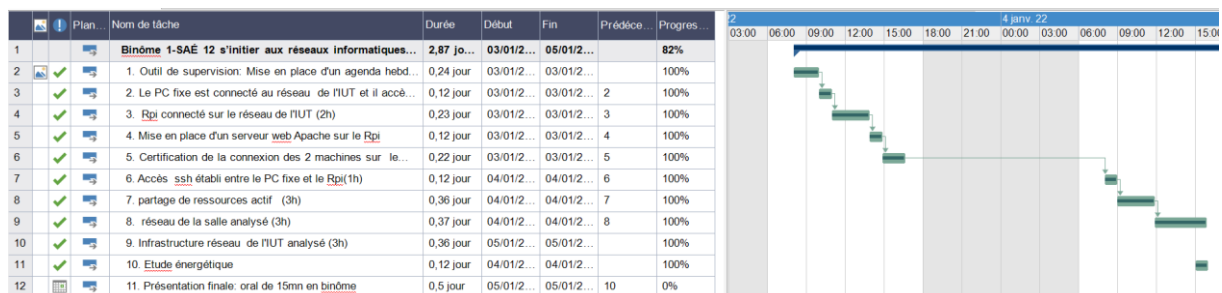 Plan... Nom de tâche Durée Début Fin Prédéce... Progres...
2 4 janv. 22
03:00 06:00 09:00 12:00 15:00 18:00 21:00 00:00 03:00 06:00 09:00 12:00 15:00
1 Binôme 1-SAÉ 12 s'initier aux réseaux informatiques... 2,87 jo... 03/01/2... 05/01/2... 82%
2 1. Outil de supervision: Mise en place d'un agenda hebd... 0,24 jour 03/01/2... 03/01/2... 100%
3 2. Le PC fixe est connecté au réseau de l'IUT et il accè... 0,12 jour 03/01/2... 03/01/2... 2 100%
4 3. Rpi connecté sur le réseau de l'IUT (2h) 0,23 jour 03/01/2... 03/01/2... 3 100%
5 4. Mise en place d'un serveur web Apache sur le Rpi 0,12 jour 03/01/2... 03/01/2... 4 100%
6 5. Certification de la connexion des 2 machines sur le... 0,22 jour 03/01/2... 03/01/2... 5 100%
7 6. Accès ssh établi entre le PC fixe et le Rpi(1h) 0,12 jour 04/01/2... 04/01/2... 6 100%
8 7. partage de ressources actif (3h) 0,36 jour 04/01/2... 04/01/2... 7 100%
9 8. réseau de la salle analysé (3h) 0,37 jour 04/01/2... 04/01/2... 8 100%
10 9. Infrastructure réseau de l'IUT analysé (3h) 0,36 jour 05/01/2... 05/01/2... 100%
11 10. Etude énergétique 0,12 jour 04/01/2... 04/01/2... 100%
12 11. Présentation finale: oral de 15mn en binôme 0,5 jour 05/01/2... 05/01/2... 10 0%